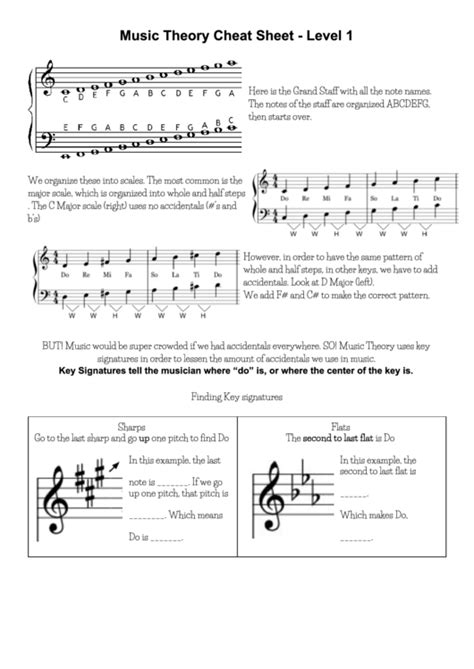 Music Theory Cheat Sheet - Level 1
C D E F G A B C D E F G A
Here is the Grand Staff with all the note names.
The notes of the staff are organized ABCDEFG,
then starts over.
E F G A B C D E F G A B C
We organize these into scales. The most common is the
major scale, which is organized into whole and half steps
. The C Major scale (right) uses no accidentals (#'s and
b's)
Do Re Mi Fa So La Ti Do
W W H W W W H
However, in order to have the same pattern of
whole and half steps, in other keys, we have to add
accidentals. Look at D Major (left).
We add F# and C# to make the correct pattern.
Do Re Mi Fa So La Ti Do
W W H W W W H
BUT! Music would be super crowded if we had accidentals everywhere. SO! Music Theory uses key
signatures in order to lessen the amount of accidentals we use in music.
Key Signatures tell the musician where "do" is, or where the center of the key is.
Finding Key signatures
Sharps
Go to the last sharp and go up one pitch to find Do
In this example, the last
note is _______. If we go
up one pitch, that pitch is
_______. Which means
Do is _______.
Flats
The second to last flat is Do
In this example, the
second to last flat is
_______.
Which makes Do,
_______.